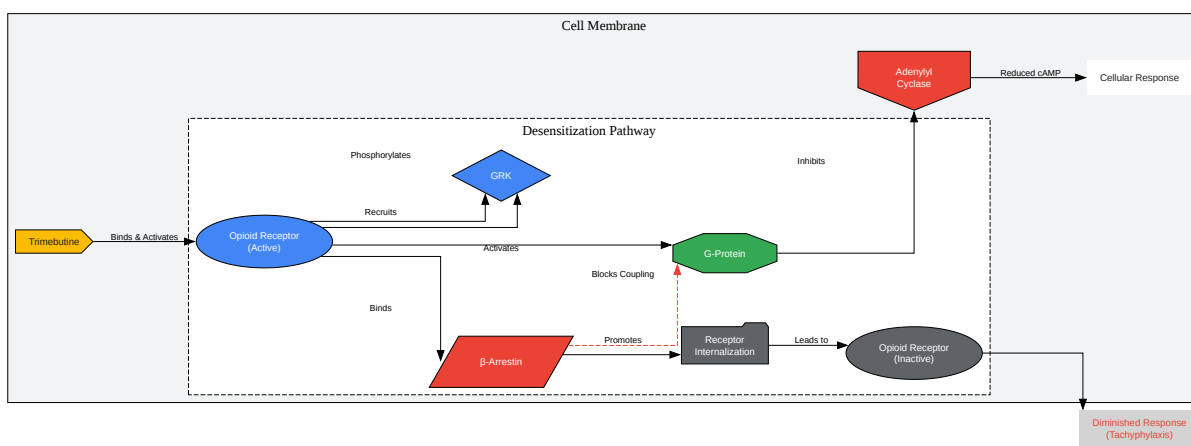 Cell Membrane
Adenylyl
Cyclase
Reduced cAMP
Cellular Response
Desensitization Pathway
Phosphorylates
GRK
Inhibits
Recruits
Trimebutine
Binds & Activates
Opioid Receptor
(Active)
Activates
G-Protein
Blocks Coupling
Binds
β-Arrestin
Promotes
Receptor
Internalization
Leads to
Opioid Receptor
(Inactive)
Diminished Response
(Tachyphylaxis)